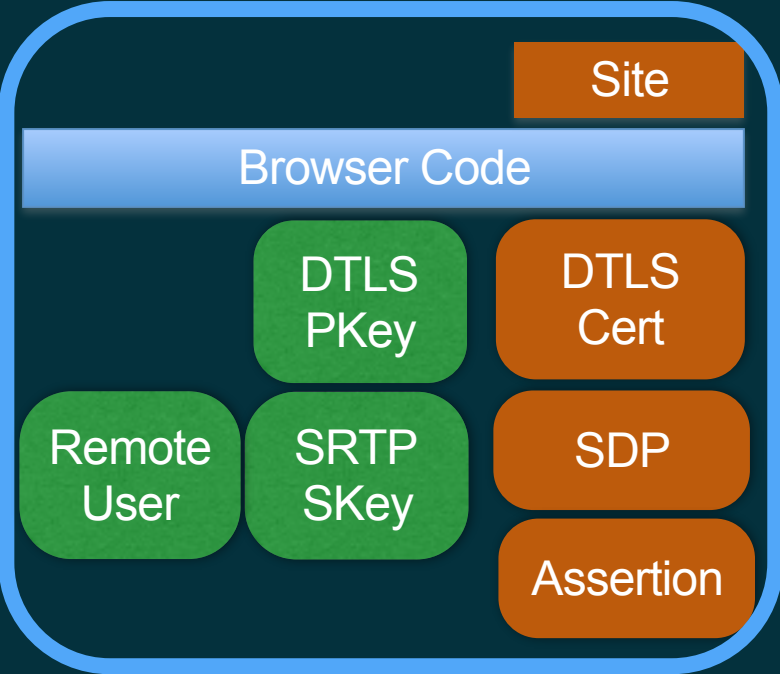 Site
Browser Code
DTLS
PKey
DTLS
Cert
Remote
User
SRTP
SKey
SDP
Assertion